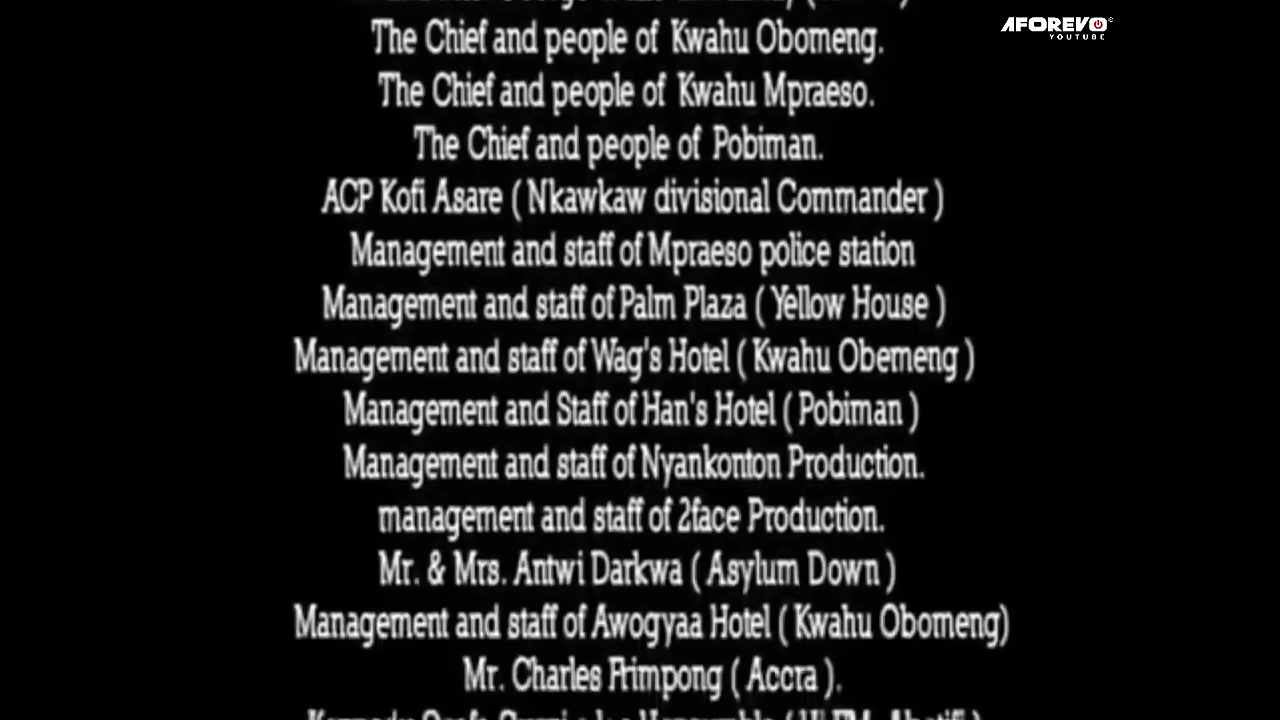 AFOREVO
YOUTUBE
The Chief and people of Kwahu Obomeng.
The Chief and people of Kwahu Mpraeso.
The Chief and people of Pobiman.
ACP Kofi Asare ( Nkawkaw divisional Commander )
Management and staff of Mpraeso police station
Management and staff of Palm Plaza ( Yellow House )
Management and staff of Wag's Hotel ( Kwahu Obemeng )
Management and Staff of Han's Hotel ( Pobiman )
Management and staff of Nyankonton Production.
management and staff of 2face Production.
Mr. & Mrs. Antwi Darkwa ( Asylum Down )
Management and staff of Awogyaa Hotel ( Kwahu Obomeng)
Mr. Charles Frimpong ( Accra ).